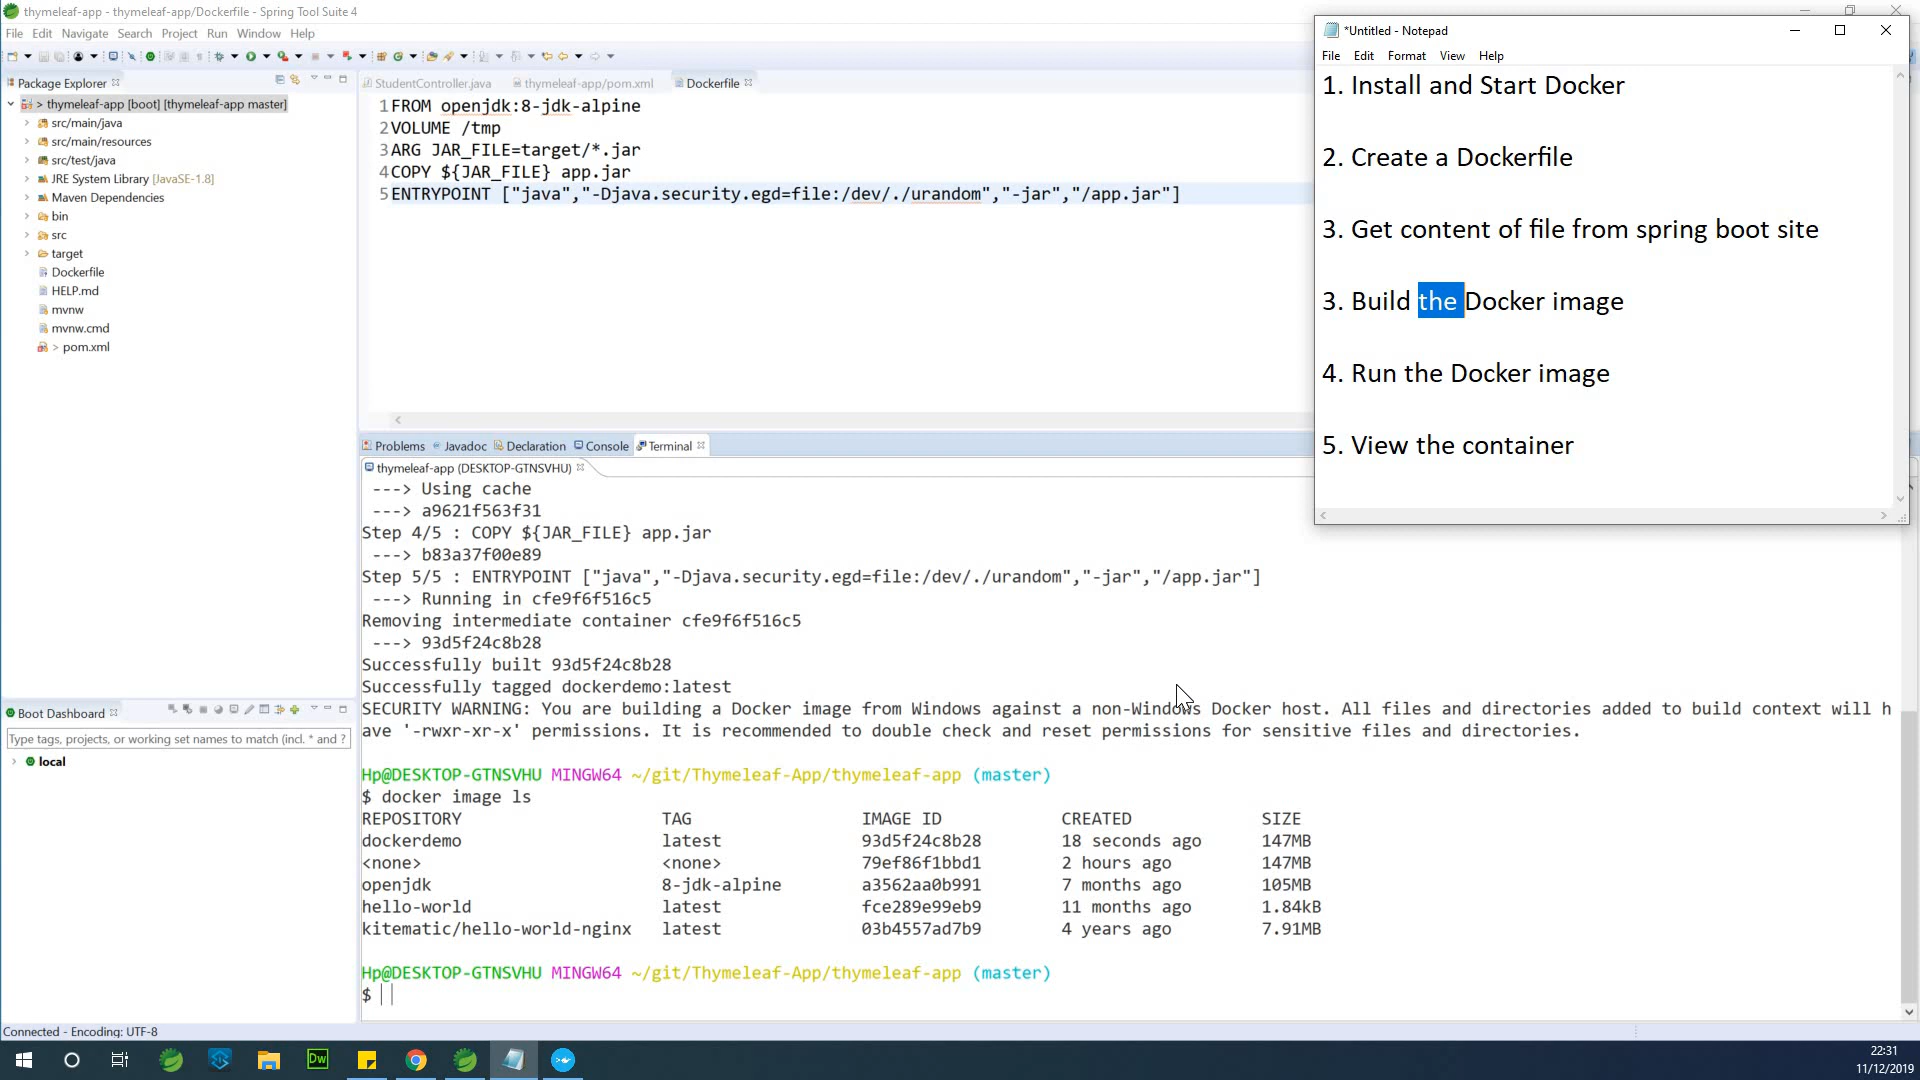 thymeleaf-app - thymeleaf-app/Dockerfile - Spring Tool Suite 4
File Edit Navigate Search Project Run Window Help
Package Explorer
> thymeleaf-app [boot] [thymeleaf-app master]
src/main/java
src/main/resources
src/test/java
JRE System Library [JavaSE-1.8]
Maven Dependencies
bin
src
target
Dockerfile
HELP.md
mvnw
mvnw.cmd
> pom.xml
Boot Dashboard
Type tags, projects, or working set names to match (incl. * and ?
local
StudentController.java thymeleaf-app/pom.xml Dockerfile
1 FROM openjdk:8-jdk-alpine
2 VOLUME /tmp
3 ARG JAR_FILE=target/*.jar
4 COPY ${JAR_FILE} app.jar
5 ENTRYPOINT ["java","-Djava.security.egd=file:/dev/./urandom","-jar","/app.jar"]
Problems Javadoc Declaration Console Terminal
thymeleaf-app (DESKTOP-GTNSVHU)
---> Using cache
---> a9621f563f31
Step 4/5 : COPY ${JAR_FILE} app.jar
---> b83a37f00e89
Step 5/5 : ENTRYPOINT ["java","-Djava.security.egd=file:/dev/./urandom","-jar","/app.jar"]
---> Running in cfe9f6f516c5
Removing intermediate container cfe9f6f516c5
---> 93d5f24c8b28
Successfully built 93d5f24c8b28
Successfully tagged dockerdemo:latest
SECURITY WARNING: You are building a Docker image from Windows against a non-Windows Docker host. All files and directories added to build context will h
ave '-rwxr-xr-x' permissions. It is recommended to double check and reset permissions for sensitive files and directories.
Hp@DESKTOP-GTNSVHU MINGW64 ~/git/Thymeleaf-App/thymeleaf-app (master)
$ docker image ls
REPOSITORY TAG IMAGE ID CREATED SIZE
dockerdemo latest 93d5f24c8b28 18 seconds ago 147MB
<none> <none> 79ef86f1bbd1 2 hours ago 147MB
openjdk 8-jdk-alpine a3562aa0b991 7 months ago 105MB
hello-world latest fce289e99eb9 11 months ago 1.84kB
kitematic/hello-world-nginx latest 03b4557ad7b9 4 years ago 7.91MB
Hp@DESKTOP-GTNSVHU MINGW64 ~/git/Thymeleaf-App/thymeleaf-app (master)
$
*Untitled - Notepad
File Edit Format View Help
1. Install and Start Docker
2. Create a Dockerfile
3. Get content of file from spring boot site
3. Build the Docker image
4. Run the Docker image
5. View the container
Connected - Encoding: UTF-8
Dw
22:31
11/12/2019